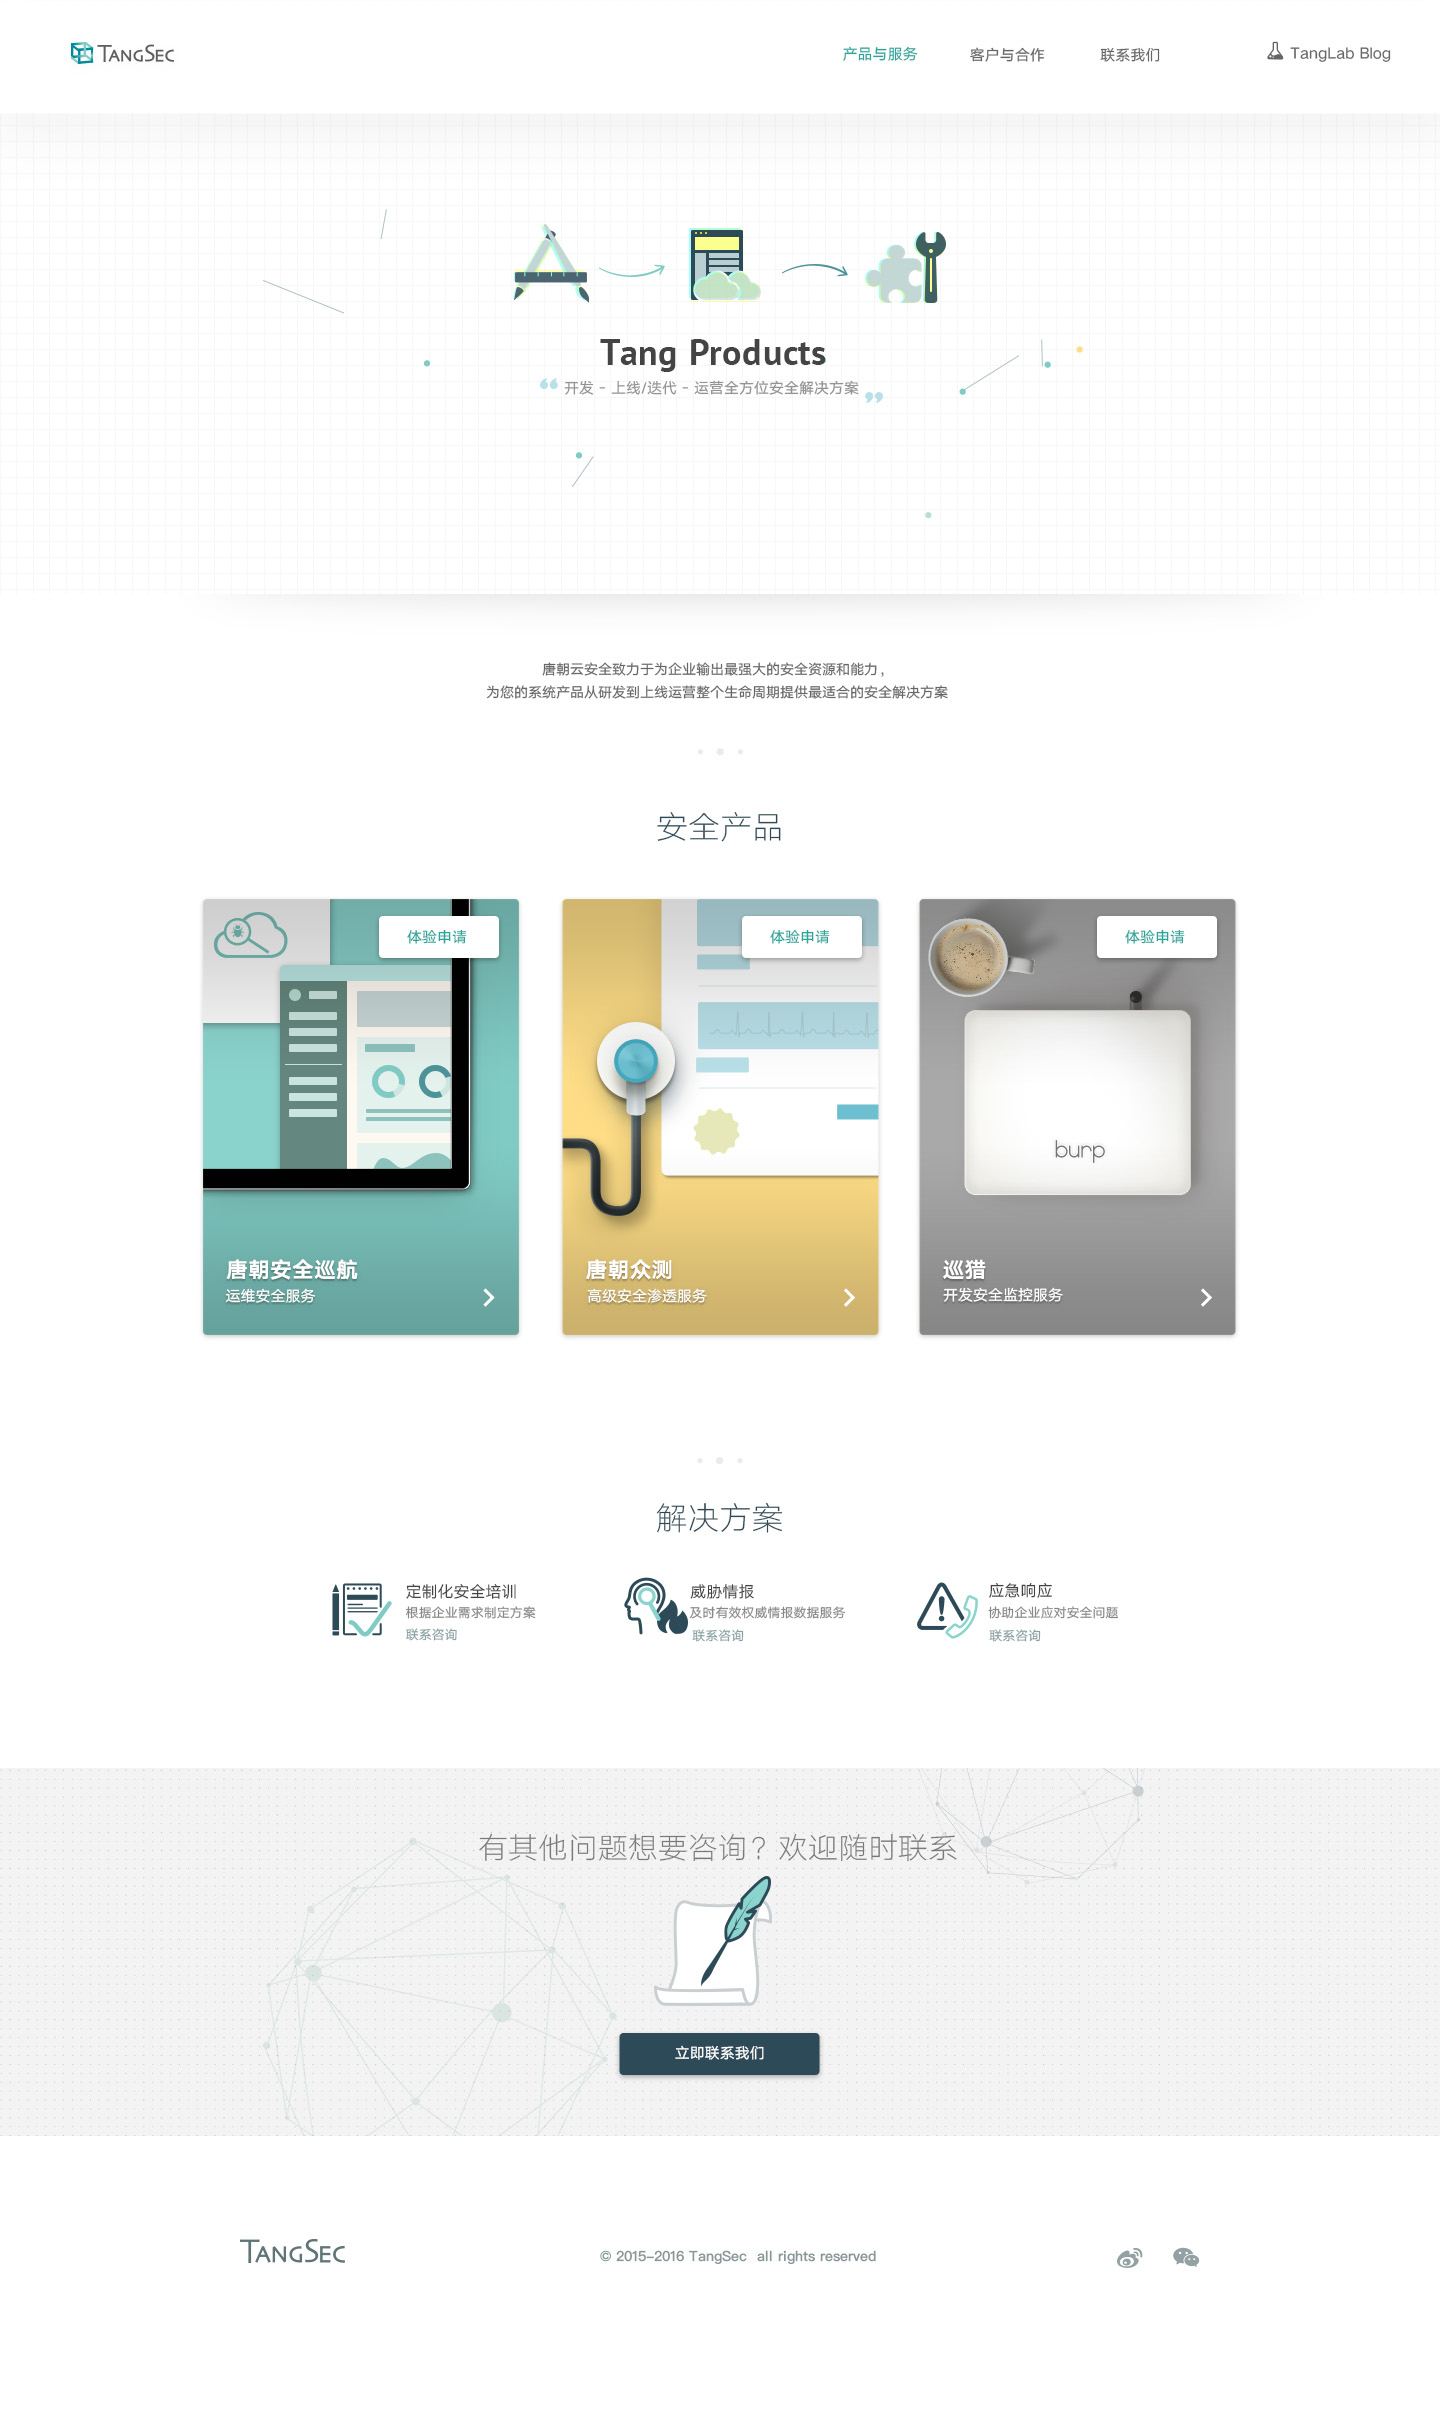 TANGSEC
产品与服务
客户与合作
联系我们
TangLab Blog
Tang Products
“ 开发 - 上线/迭代 - 运营全方位安全解决方案 ”
唐朝云安全致力于为企业输出最强大的安全资源和能力，
为您的系统产品从研发到上线运营整个生命周期提供最适合的安全解决方案
安全产品
体验申请
唐朝安全巡航
运维安全服务
体验申请
唐朝众测
高级安全渗透服务
体验申请
burp
巡猎
开发安全监控服务
解决方案
定制化安全培训
根据企业需求制定方案
联系咨询
威胁情报
及时有效权威情报数据服务
联系咨询
应急响应
协助企业应对安全问题
联系咨询
有其他问题想要咨询？欢迎随时联系
立即联系我们
TANGSEC
© 2015-2016 TangSec all rights reserved